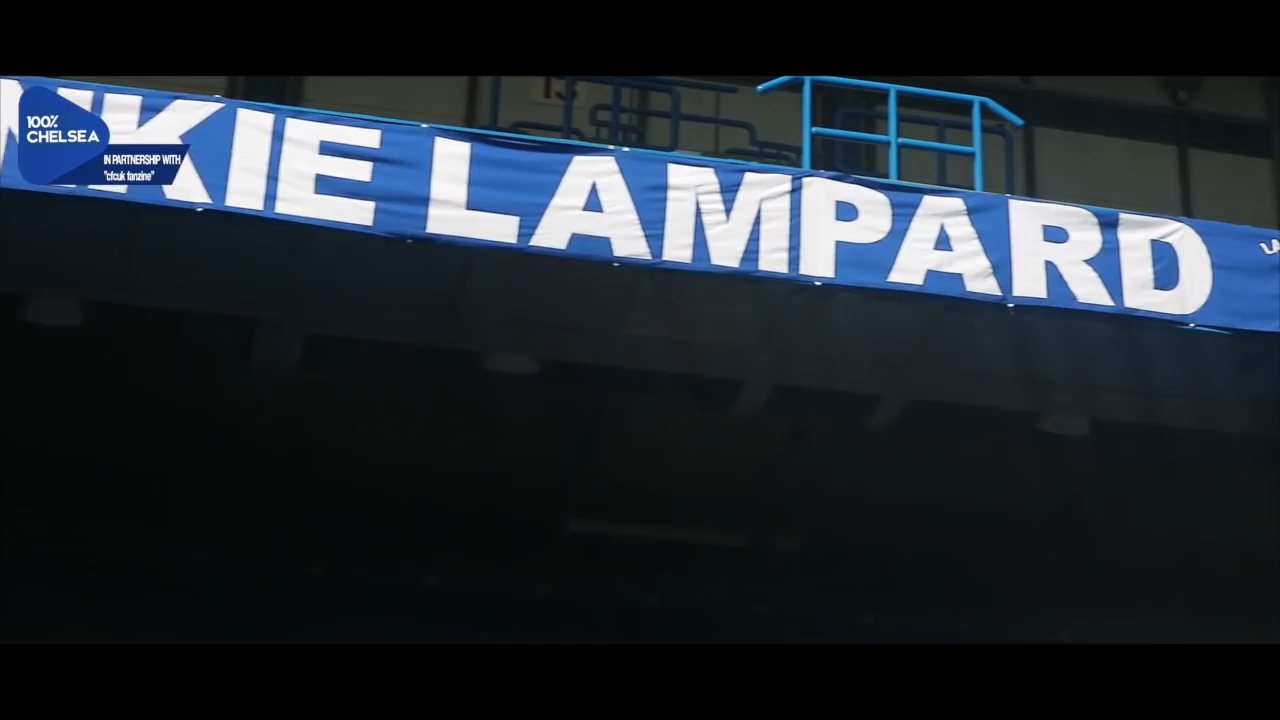 NKIE LAMPARD
100%
CHELSEA
IN PARTNERSHIP WITH
"cfcuk fanzine"